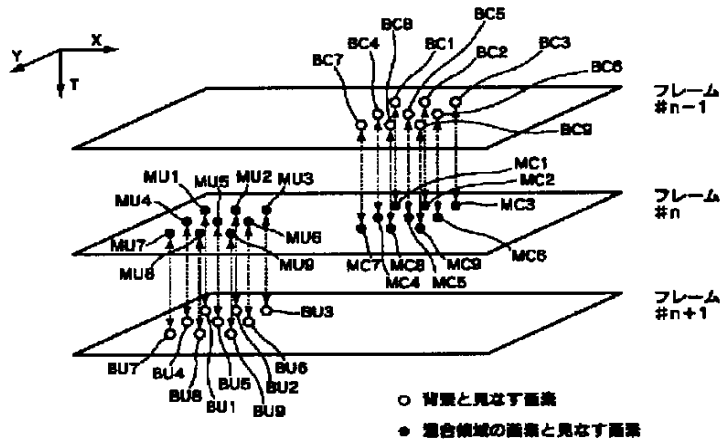 BC5
BC8
BC4
BC1
BC2
BC3
BC7
BC6
Y
X
T
フレーム
#n-1
BC9
MU2
MU3
MU1
MU5
MU4
MC1
MC2
MC3
フレーム
#n
MU7
MU6
MU8
MU9
MC7
MC8
MC9
MC6
MC4
MC5
フレーム
#n+1
BU3
BU7
BU4
BU8
BU6
BU5
BU2
BU1
BU9
○ 背景と見なす画素
● 混合領域の画素と見なす画素